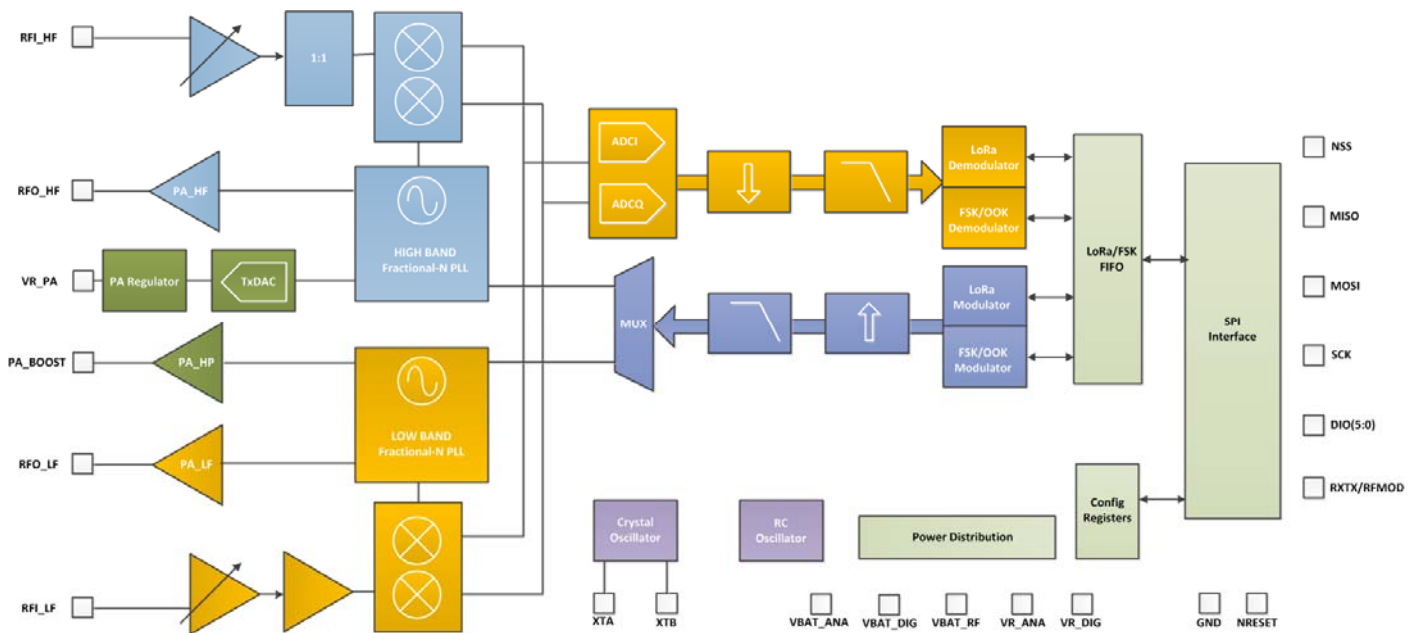 RFI_HF
1:1
RFO_HF
PA_HF
HIGH BAND
Fractional-N PLL
VR_PA
PA Regulator
TxDAC
PA_BOOST
PA_HP
LOW BAND
Fractional-N PLL
RFO_LF
PA_LF
RFI_LF
ADCI
ADCQ
LoRa
Demodulator
FSK/OOK
Demodulator
MUX
LoRa
Modulator
FSK/OOK
Modulator
LoRa/FSK
FIFO
SPI
Interface
Config
Registers
Crystal
Oscillator
RC
Oscillator
Power Distribution
NSS
MISO
MOSI
SCK
DIO(5:0)
RXTX/RFMOD
XTA
XTB
VBAT_ANA
VBAT_DIG
VBAT_RF
VR_ANA
VR_DIG
GND
NRESET